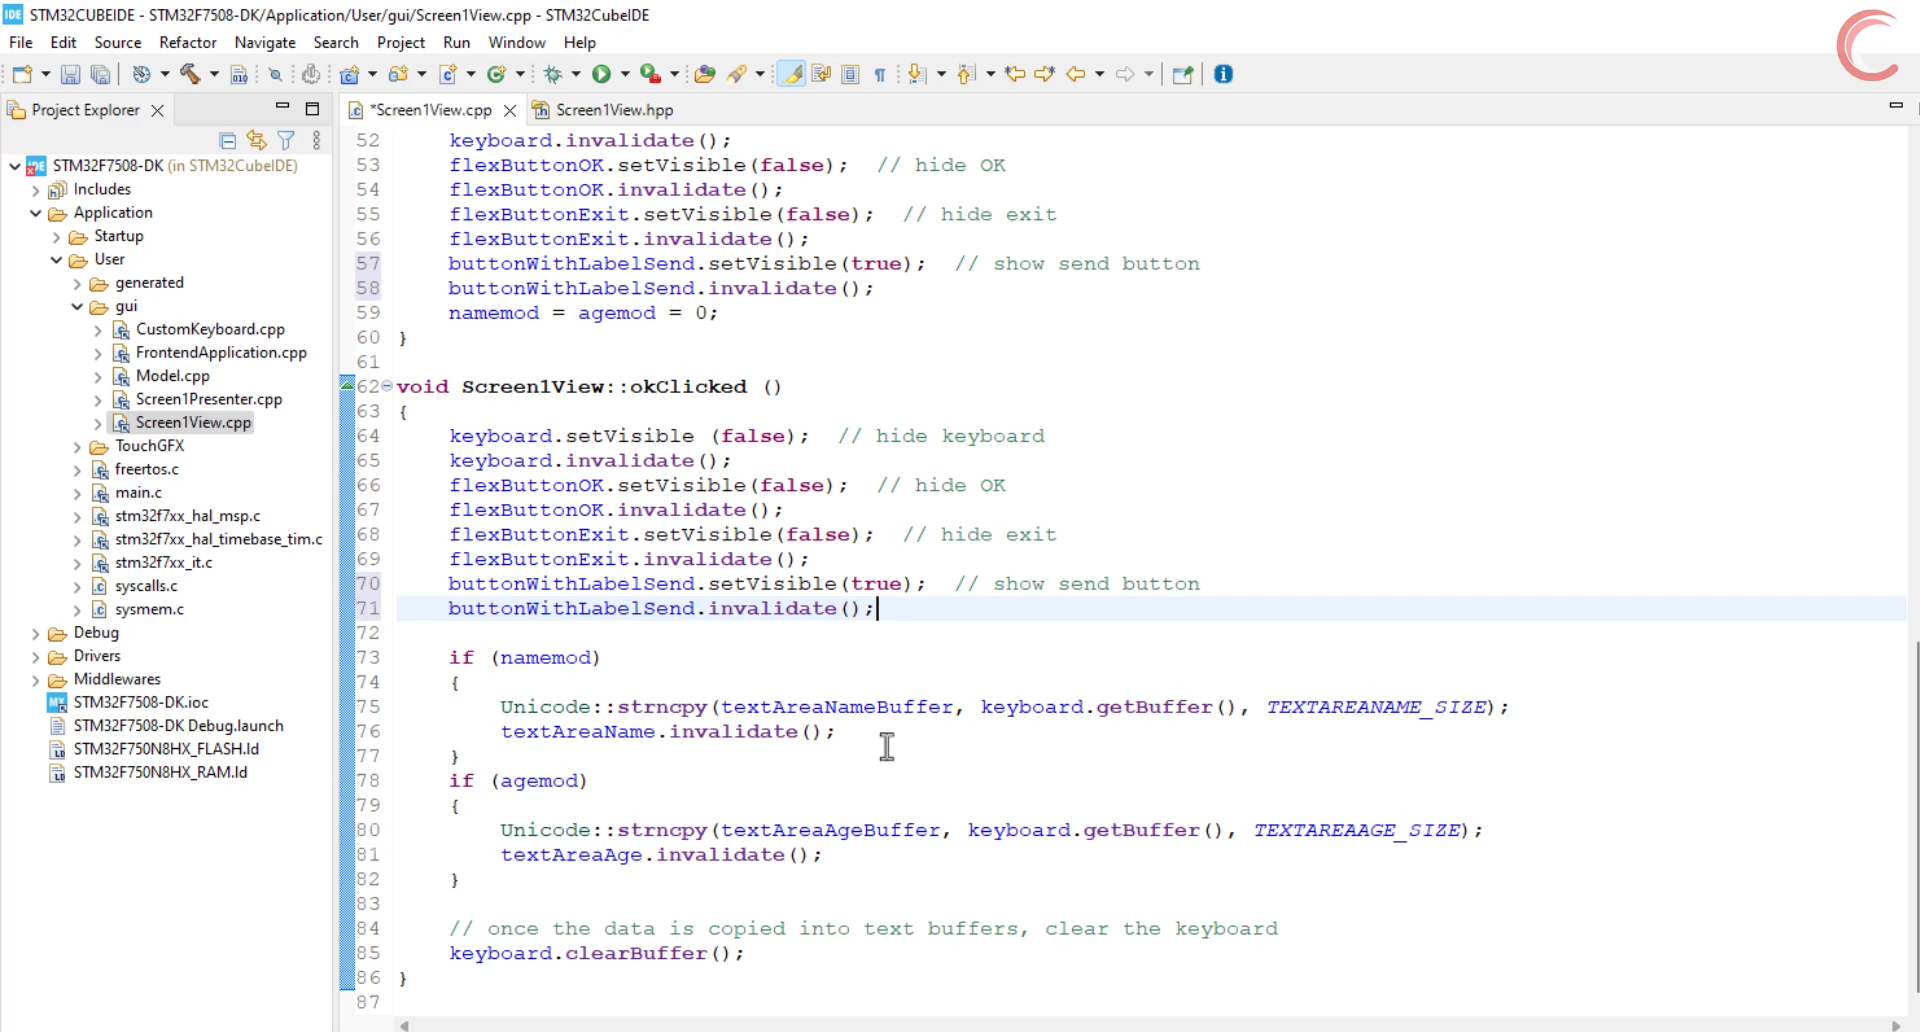 IDE STM32CUBEIDE - STM32F7508-DK/Application/User/gui/Screen1View.cpp - STM32CubeIDE
File Edit Source Refactor Navigate Search Project Run Window Help
Project Explorer
*Screen1View.cpp
Screen1View.hpp
STM32F7508-DK (in STM32CubeIDE)
Includes
Application
Startup
User
generated
gui
CustomKeyboard.cpp
FrontendApplication.cpp
Model.cpp
Screen1Presenter.cpp
Screen1View.cpp
TouchGFX
freertos.c
main.c
stm32f7xx_hal_msp.c
stm32f7xx_hal_timebase_tim.c
stm32f7xx_it.c
syscalls.c
sysmem.c
Debug
Drivers
Middlewares
STM32F7508-DK.ioc
STM32F7508-DK Debug.launch
STM32F750N8HX_FLASH.ld
STM32F750N8HX_RAM.ld
52 keyboard.invalidate();
53 flexButtonOK.setVisible(false); // hide OK
54 flexButtonOK.invalidate();
55 flexButtonExit.setVisible(false); // hide exit
56 flexButtonExit.invalidate();
57 buttonWithLabelSend.setVisible(true); // show send button
58 buttonWithLabelSend.invalidate();
59 namemod = agemod = 0;
60 }
61
62 void Screen1View::okClicked ()
63 {
64 keyboard.setVisible (false); // hide keyboard
65 keyboard.invalidate();
66 flexButtonOK.setVisible(false); // hide OK
67 flexButtonOK.invalidate();
68 flexButtonExit.setVisible(false); // hide exit
69 flexButtonExit.invalidate();
70 buttonWithLabelSend.setVisible(true); // show send button
71 buttonWithLabelSend.invalidate();
72
73 if (namemod)
74 {
75 Unicode::strncpy(textAreaNameBuffer, keyboard.getBuffer(), TEXTAREANAME_SIZE);
76 textAreaName.invalidate();
77 }
78 if (agemod)
79 {
80 Unicode::strncpy(textAreaAgeBuffer, keyboard.getBuffer(), TEXTAREAAGE_SIZE);
81 textAreaAge.invalidate();
82 }
83
84 // once the data is copied into text buffers, clear the keyboard
85 keyboard.clearBuffer();
86 }
87